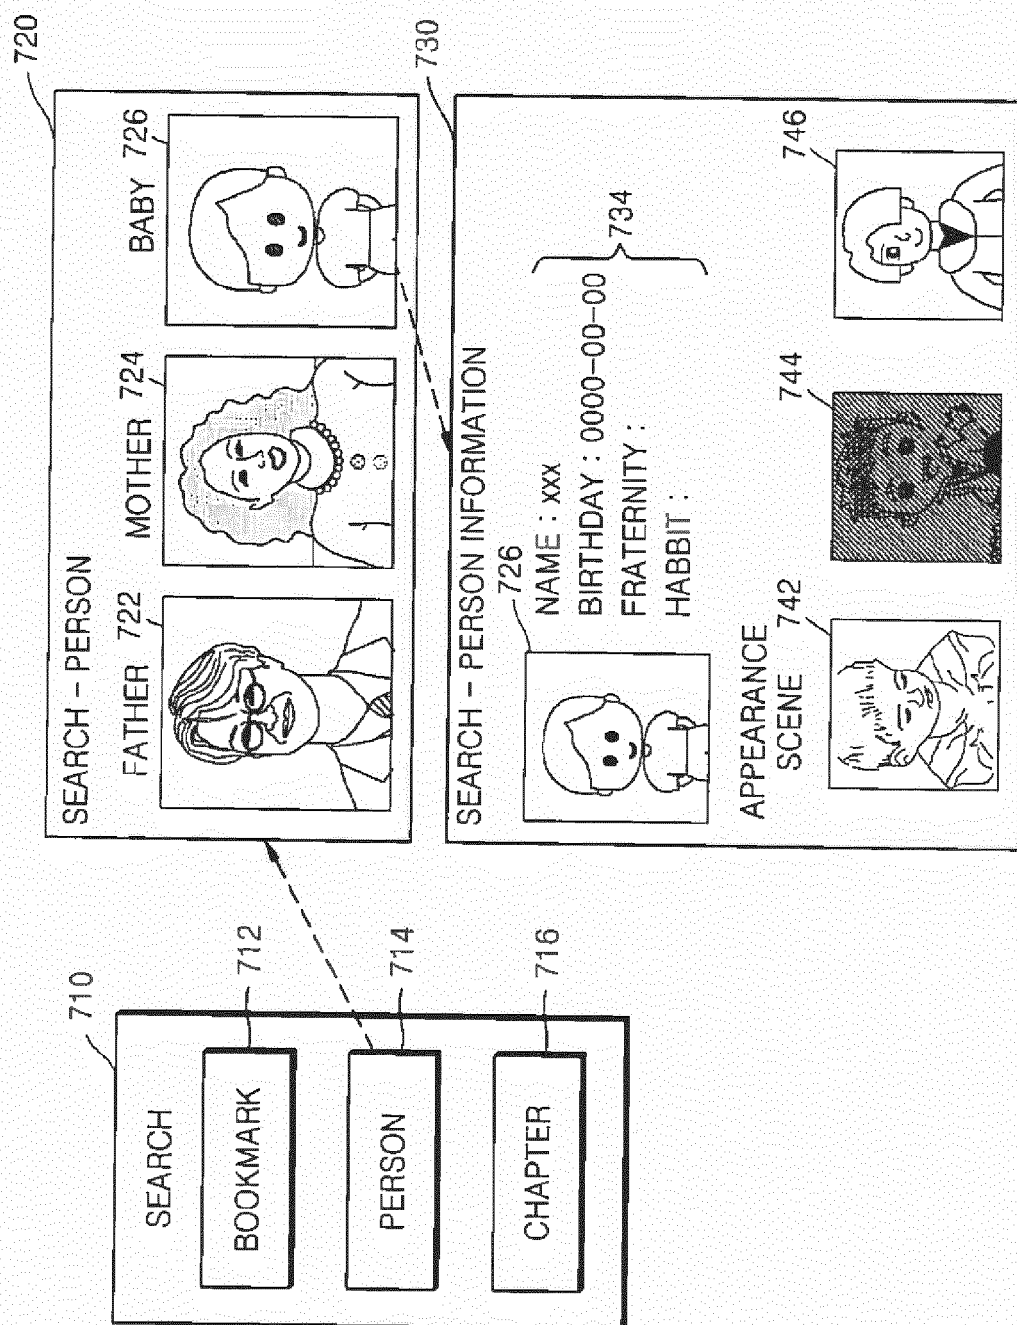 710
SEARCH
BOOKMARK
712
PERSON
714
CHAPTER
716
720
SEARCH – PERSON
FATHER 722
MOTHER 724
BABY 726
730
SEARCH – PERSON INFORMATION
726
NAME : xxx
BIRTHDAY : 0000–00–00
FRATERNITY :
HABBIT :
734
APPEARANCE
SCENE 742
744
746